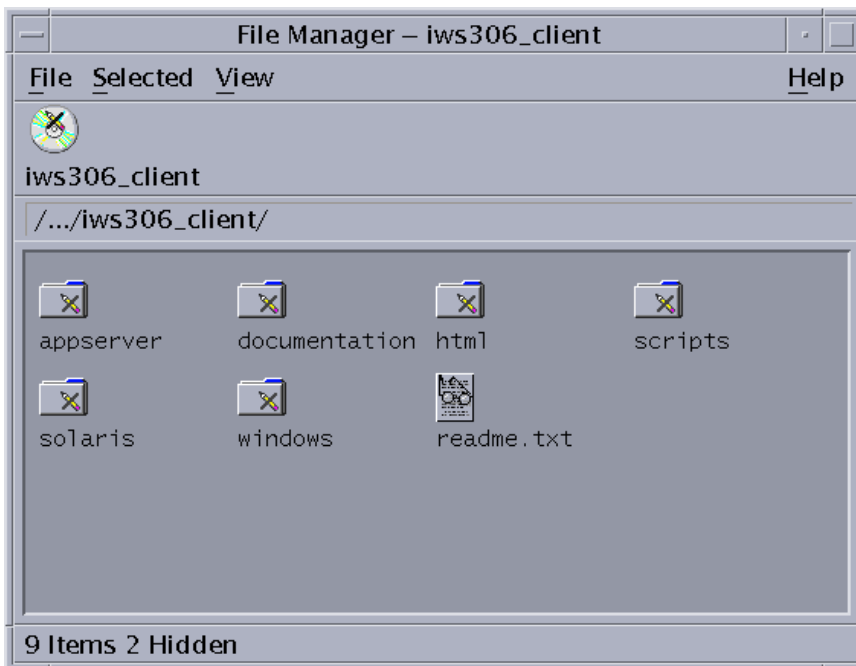 File Manager – iws306_client
File Selected View Help
iws306_client
/.../iws306_client/
appserver documentation html scripts
solaris windows readme.txt
9 Items 2 Hidden